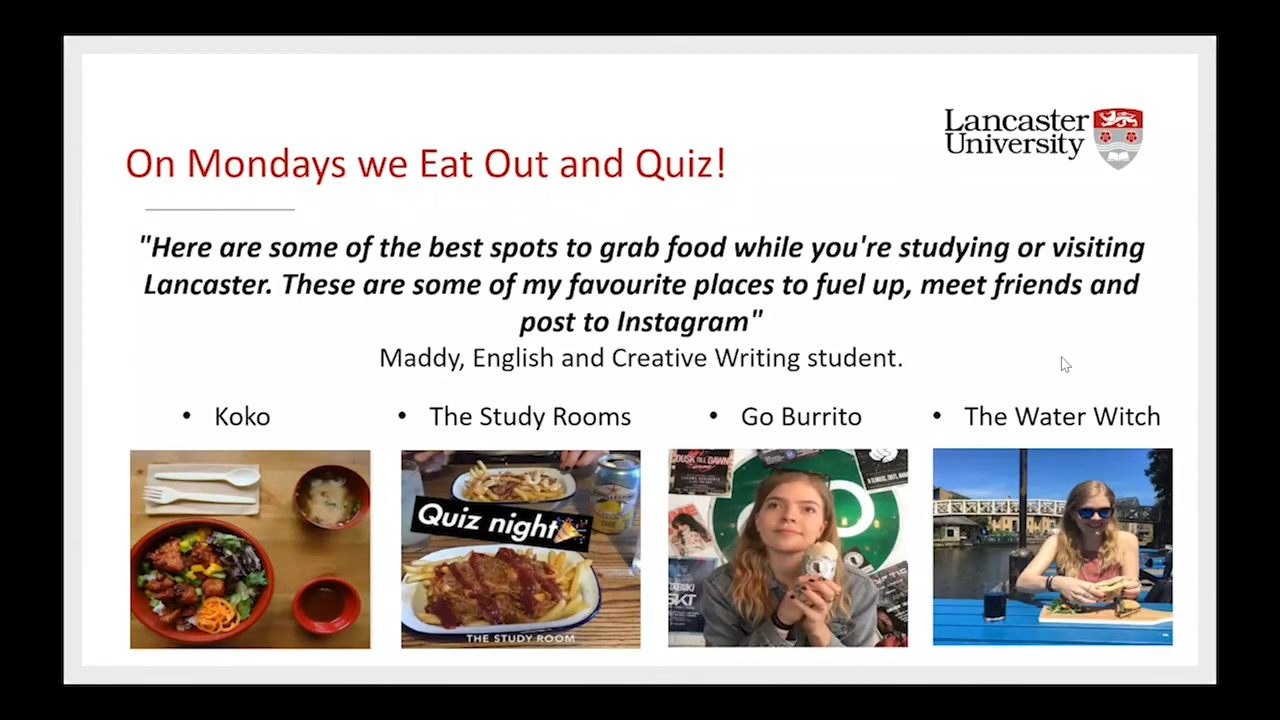 Lancaster
University
On Mondays we Eat Out and Quiz!
"Here are some of the best spots to grab food while you're studying or visiting
Lancaster. These are some of my favourite places to fuel up, meet friends and
post to Instagram"
Maddy, English and Creative Writing student.
• Koko
• The Study Rooms
• Go Burrito
• The Water Witch
Quiz night
THE STUDY ROOM
DUSK TILL DAWN